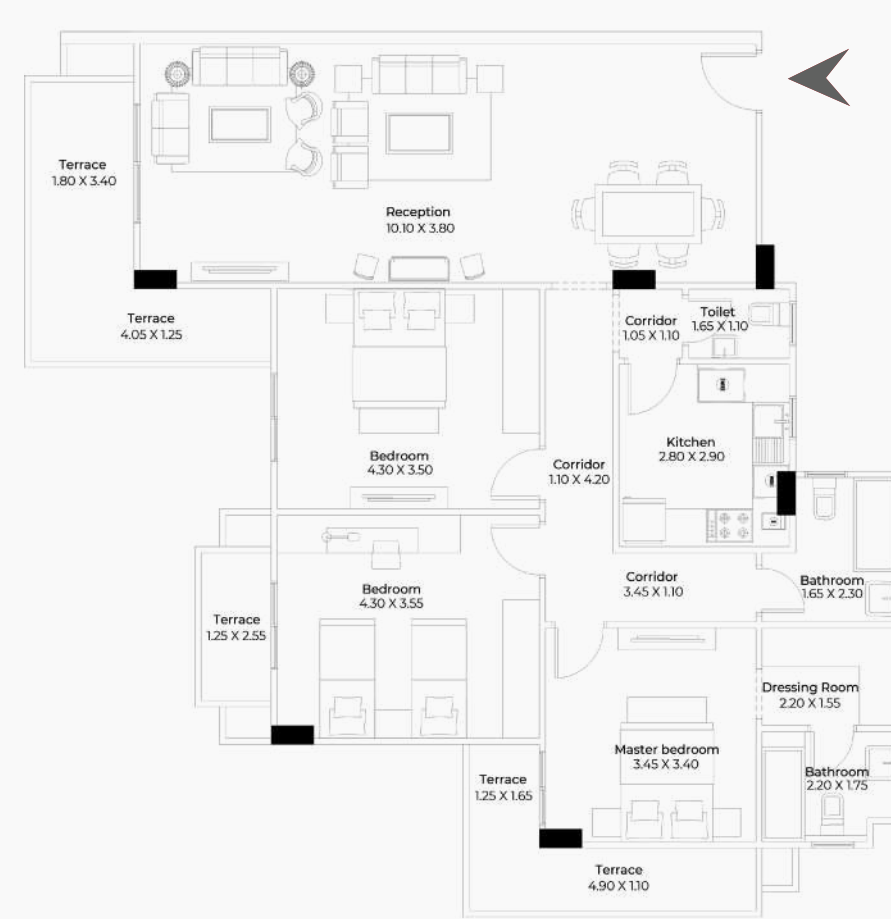 Terrace
1.80 X 3.40
Reception
10.10 X 3.80
Terrace
4.05 X 1.25
Corridor
1.05 X 1.10
Toilet
1.65 X 1.10
Bedroom
4.30 X 3.50
Corridor
1.10 X 4.20
Kitchen
2.80 X 2.90
Bedroom
4.30 X 3.55
Corridor
3.45 X 1.10
Bathroom
1.65 X 2.30
Terrace
1.25 X 2.55
Dressing Room
2.20 X 1.55
Master bedroom
3.45 X 3.40
Bathroom
2.20 X 1.75
Terrace
1.25 X 1.65
Terrace
4.90 X 1.10